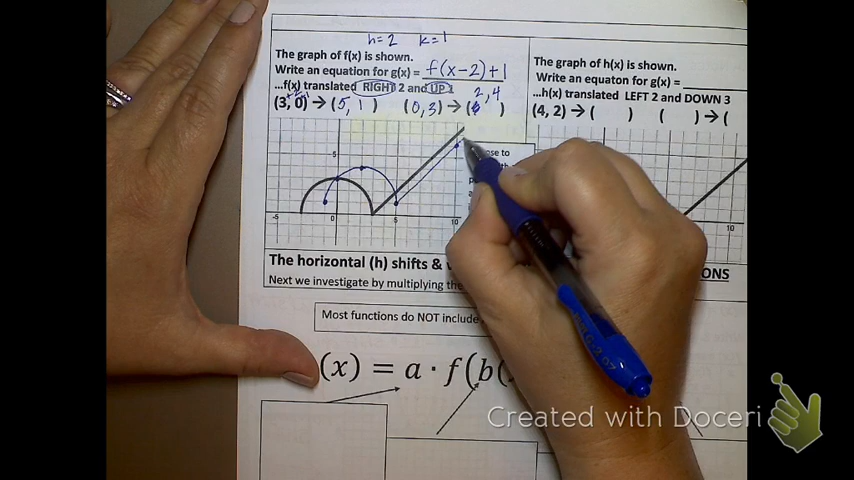 h=2 k=1
The graph of f(x) is shown.
Write an equation for g(x) = f(x-2)+1
...f(x) translated RIGHT 2 and UP 1
(3, 0) → (5, 1 ) (0,3) → (2,4 )
5
-5 0 5 10
The graph of h(x) is shown.
Write an equaton for g(x) =
...h(x) translated LEFT 2 and DOWN 3
(4, 2) → ( ) ( ) → (
10
ose to
The horizontal (h) shifts &
Next we investigate by multiplying the
ONS
Most functions do NOT include
(x) = a · f(b(
Created with Doceri